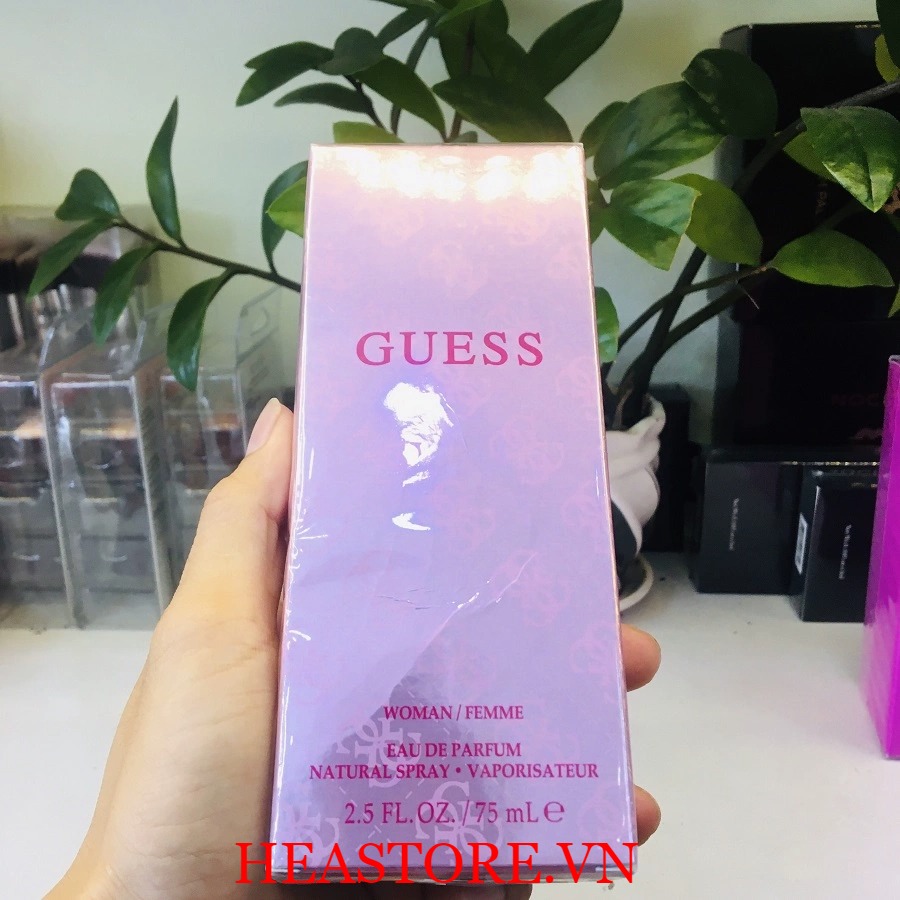 GUESS
WOMAN / FEMME
EAU DE PARFUM
NATURAL SPRAY • VAPORISATEUR
2.5 FL. OZ. / 75 mL ℮
HEASTORE.VN